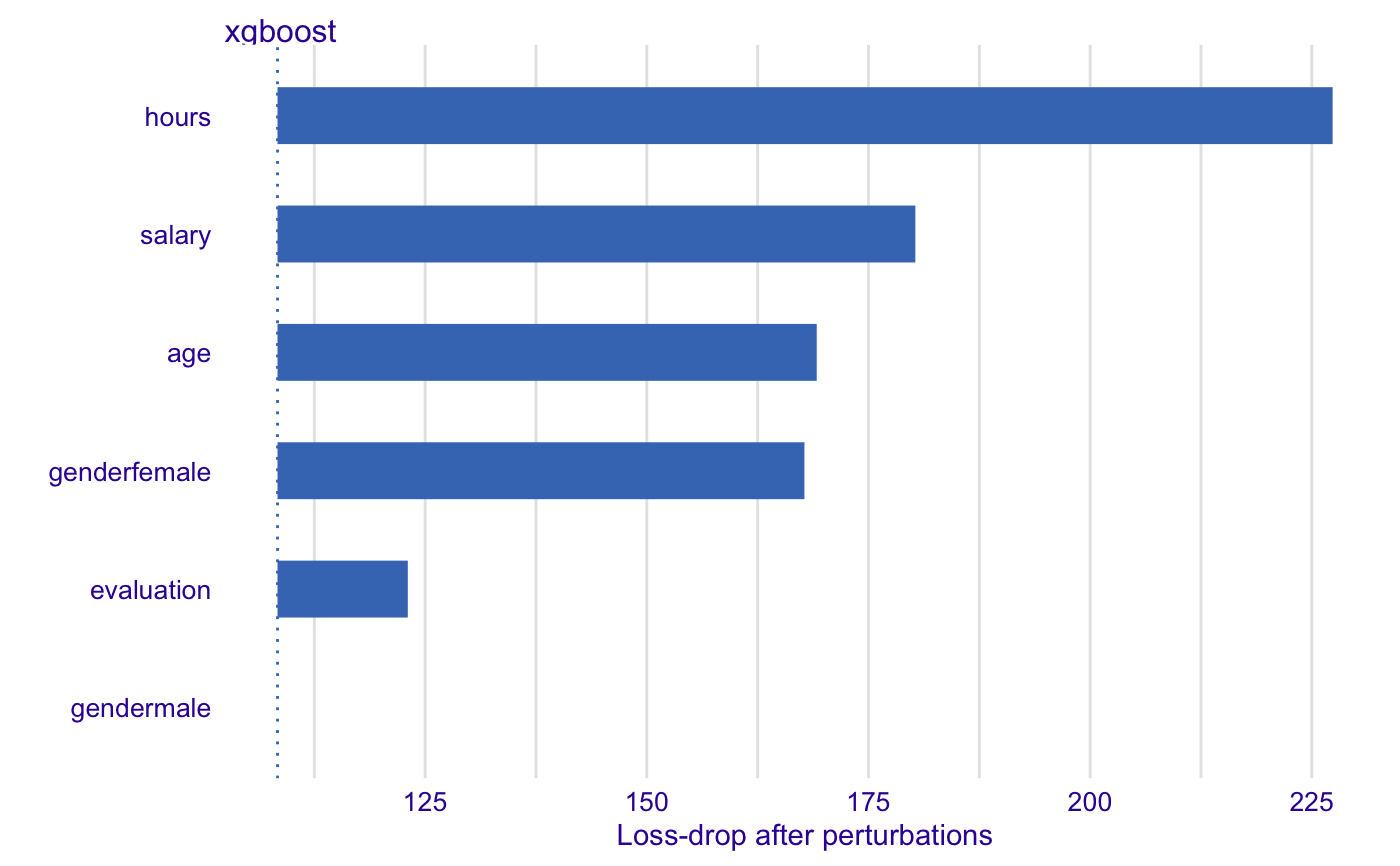 xgboost
hours
salary
age
genderfemale
evaluation
gendermale
125 150 175 200 225
Loss-drop after perturbations